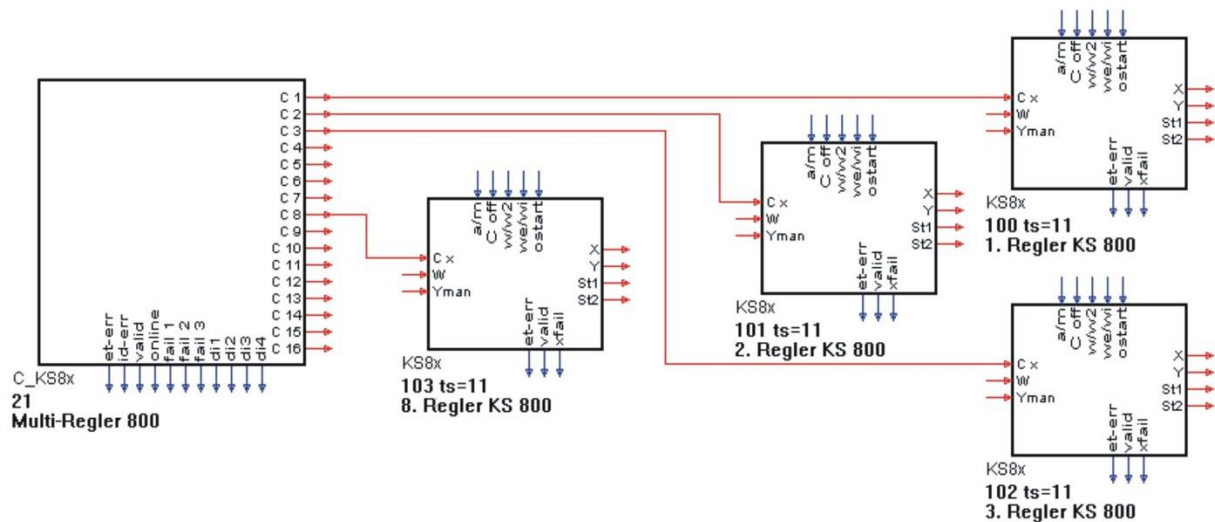 C 1
C 2
C 3
C 4
C 5
C 6
C 7
C 8
C 9
C 10
C 11
C 12
C 13
C 14
C 15
C 16
et-err
id-err
valid
online
fail 1
fail 2
fail 3
di1
di2
di3
di4
C_KS8x
21
Multi-Regler 800
a/m
C off
w/w2
we/wi
ostart
C x
W
Yman
X
Y
St1
St2
et-err
valid
xfail
KS8x
103 ts=11
8. Regler KS 800
a/m
C off
w/w2
we/wi
ostart
C x
W
Yman
X
Y
St1
St2
et-err
valid
xfail
KS8x
101 ts=11
2. Regler KS 800
a/m
C off
w/w2
we/wi
ostart
C x
W
Yman
X
Y
St1
St2
et-err
valid
xfail
KS8x
100 ts=11
1. Regler KS 800
a/m
C off
w/w2
we/wi
ostart
C x
W
Yman
X
Y
St1
St2
et-err
valid
xfail
KS8x
102 ts=11
3. Regler KS 800